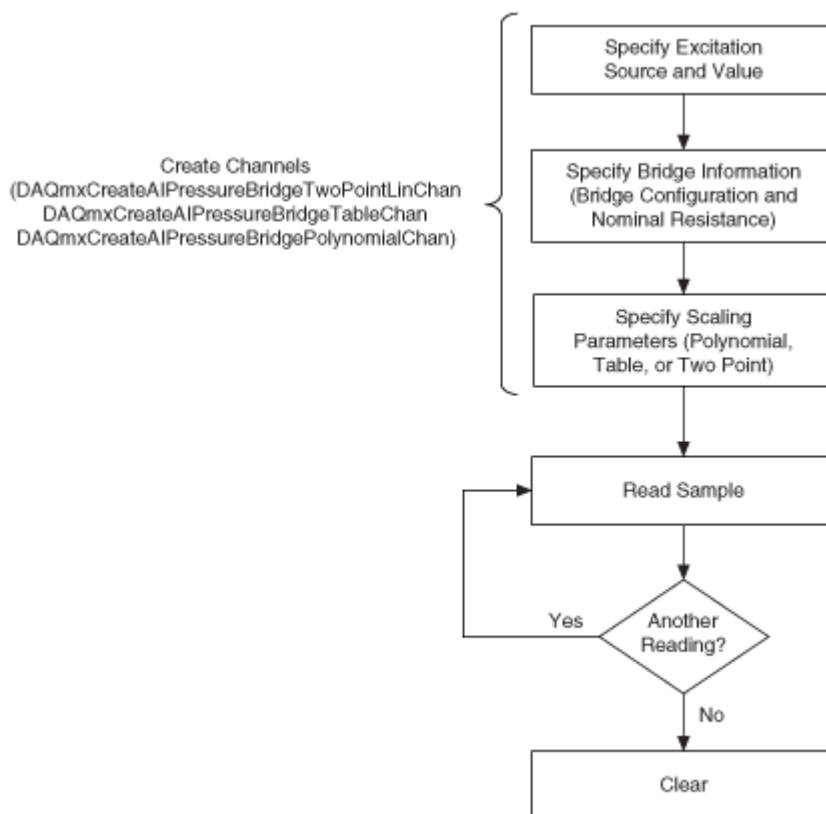 Specify Excitation
Source and Value
Create Channels
(DAQmxCreateAIPressureBridgeTwoPointLinChan
DAQmxCreateAIPressureBridgeTableChan
DAQmxCreateAIPressureBridgePolynomialChan)
Specify Bridge Information
(Bridge Configuration and
Nominal Resistance)
Specify Scaling
Parameters (Polynomial,
Table, or Two Point)
Read Sample
Yes
Another
Reading?
No
Clear